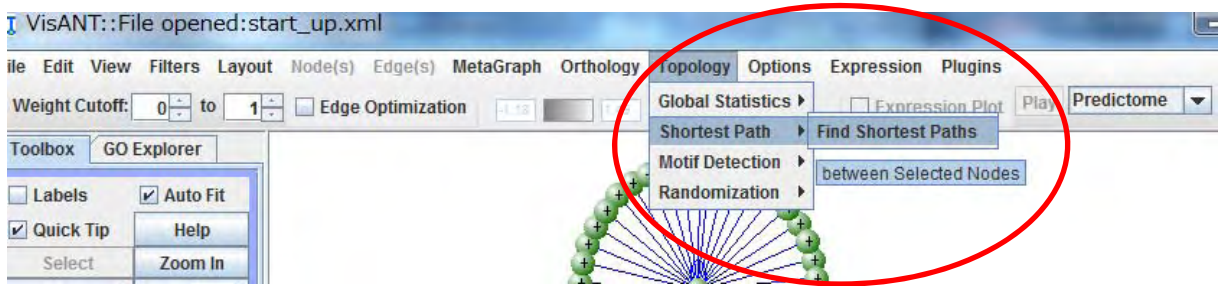 VisANT::File opened:start_up.xml
ile Edit View Filters Layout Node(s) Edge(s) MetaGraph Orthology Topology Options Expression Plugins
Weight Cutoff: 0 to 1 Edge Optimization Expression Plot Play Predictome
Global Statistics
Shortest Path Find Shortest Paths
Toolbox GO Explorer
Motif Detection between Selected Nodes
Labels Auto Fit Randomization
Quick Tip Help
Select Zoom In